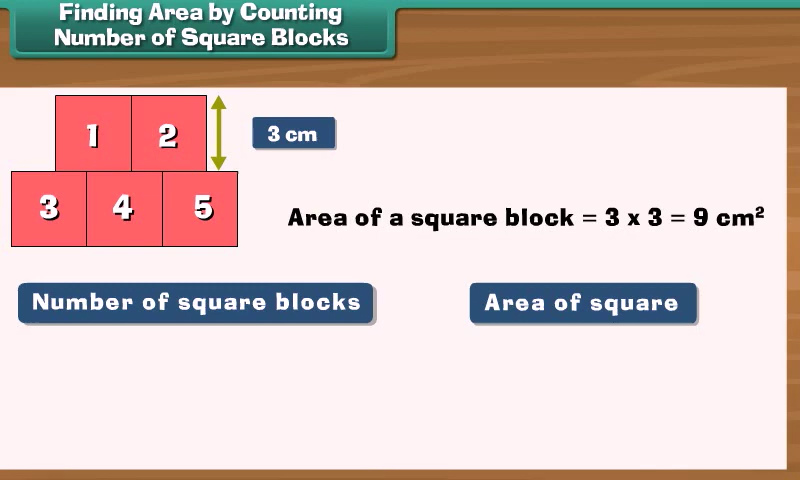 Finding Area by Counting
Number of Square Blocks
1 2
3 cm
3 4 5
Area of a square block = 3 x 3 = 9 cm²
Number of square blocks
Area of square